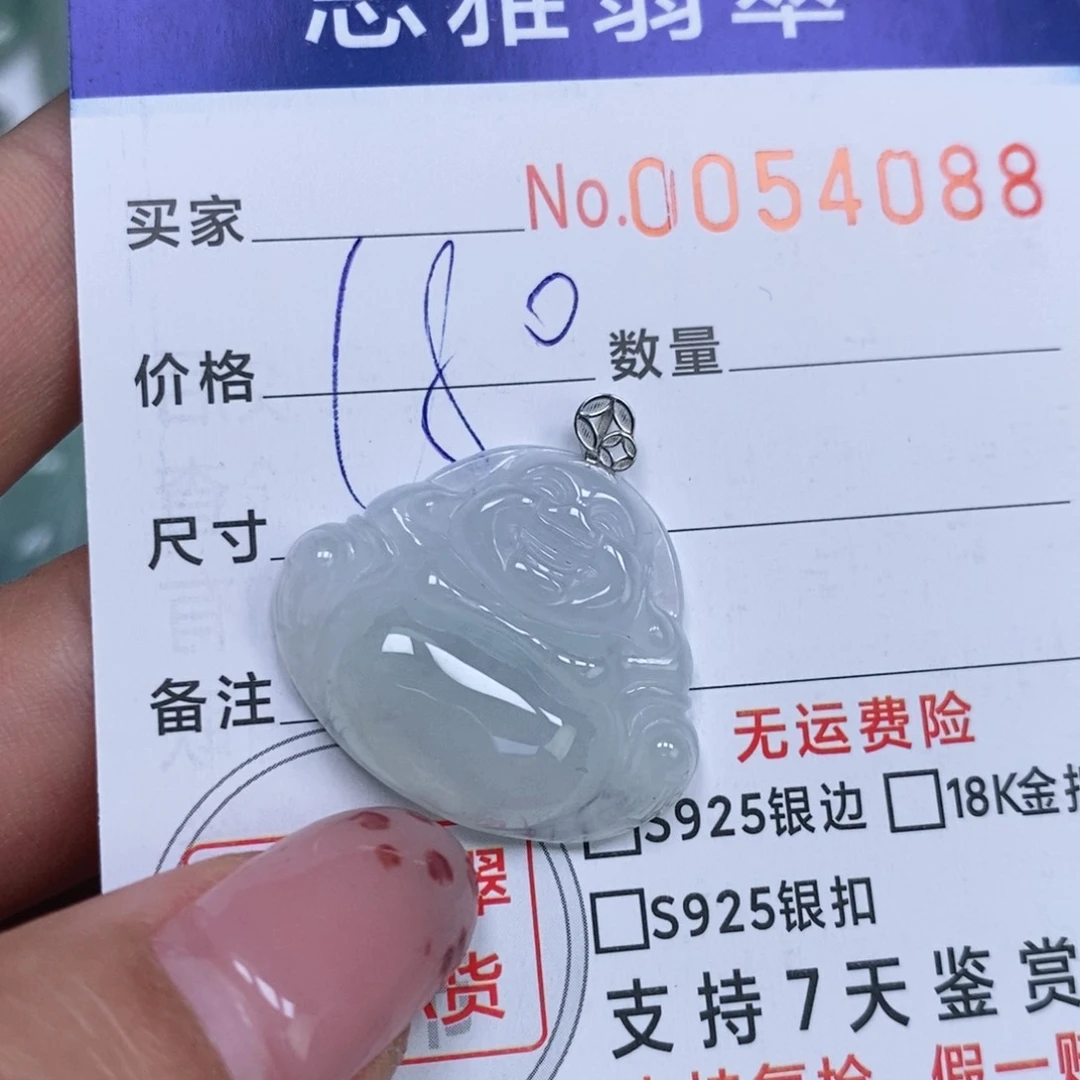 雅翡翠
买家 No.0054088
价格 180 数量
尺寸
备注
无运费险
S925银边 18K金
S925银扣
翠
货
支持7天鉴赏